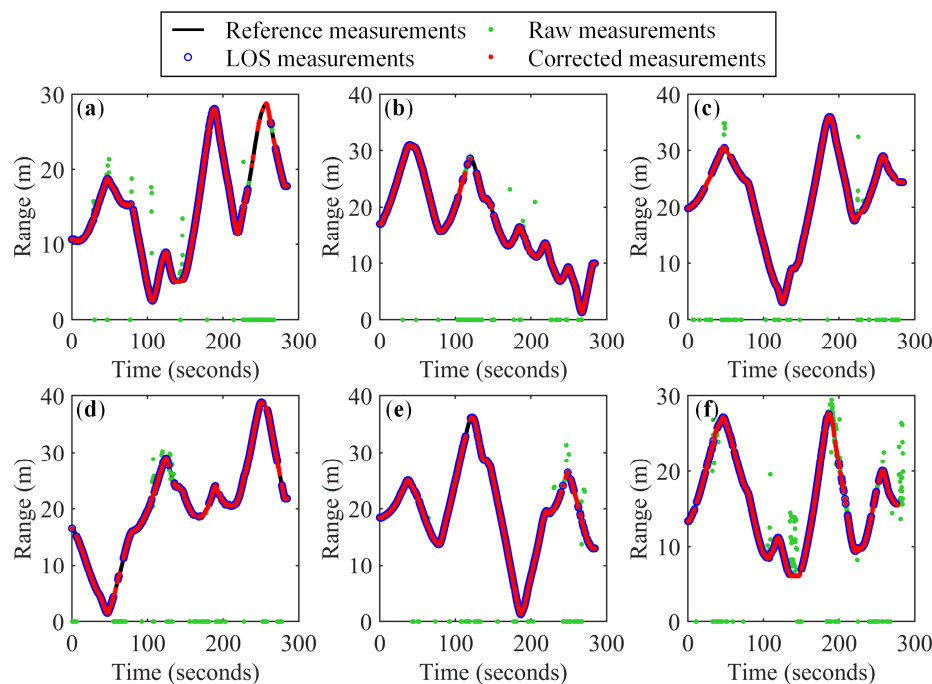 Reference measurements
Raw measurements
LOS measurements
Corrected measurements
(a)
30
20
10
0
Range (m)
0
100
200
300
Time (seconds)
(b)
40
30
20
10
0
Range (m)
0
100
200
300
Time (seconds)
(c)
40
30
20
10
0
Range (m)
0
100
200
300
Time (seconds)
(d)
40
30
20
10
0
Range (m)
0
100
200
300
Time (seconds)
(e)
40
30
20
10
0
Range (m)
0
100
200
300
Time (seconds)
(f)
30
20
10
0
Range (m)
0
100
200
300
Time (seconds)